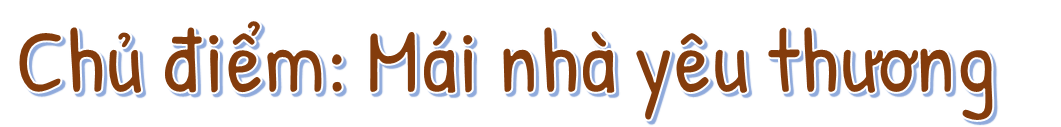 Chủ điểm: Mái nhà yêu thương